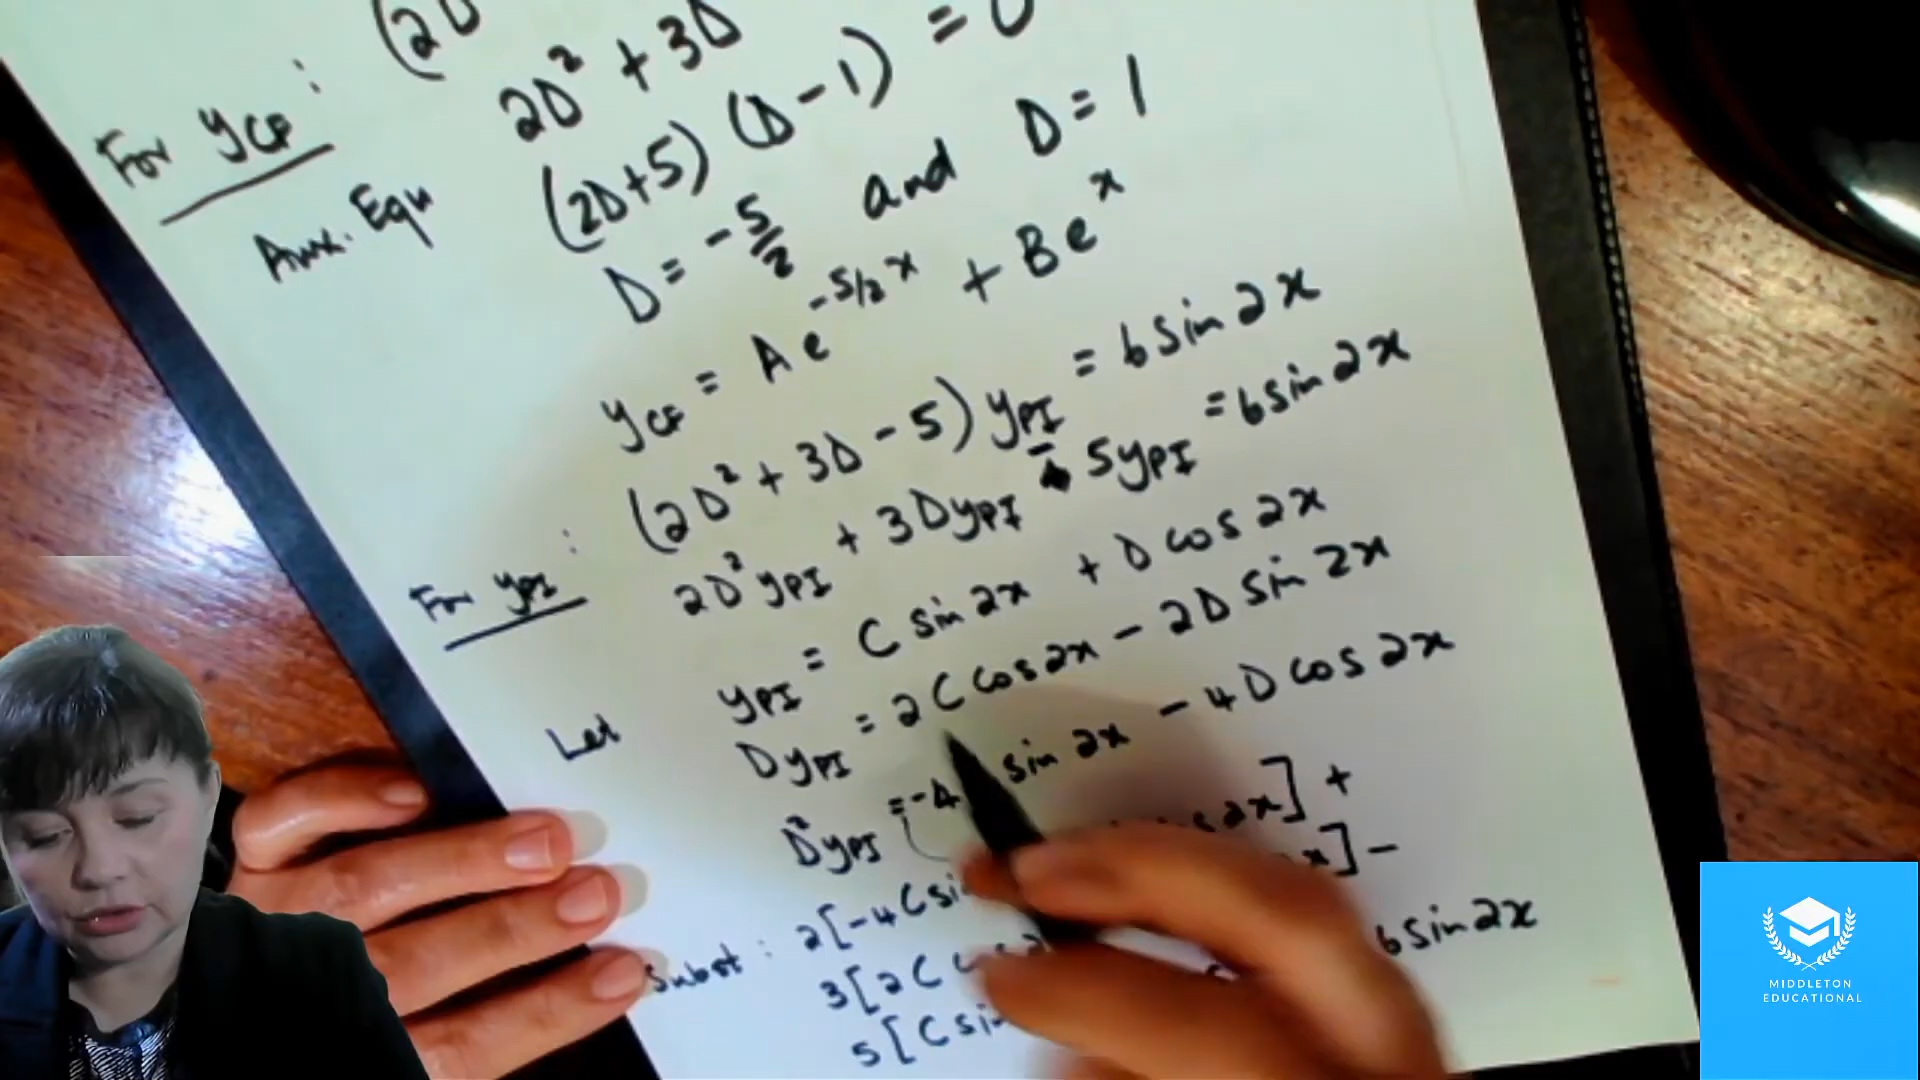 (2D
For yCF : 2D² + 3D = 0
Aux. Equ (2D+5) (D-1)
D = -5/2 and D = 1
yCF = Ae^-5/2 x + Be^x
For yPI : (2D² + 3D - 5) yPI = 6 sin 2x
2D² yPI + 3D yPI - 5yPI = 6 sin 2x
Let yPI = C sin 2x + D cos 2x
D yPI = 2C cos 2x - 2D sin 2x
D² yPI = -4 sin 2x - 4D cos 2x
Subst : 2[-4C 2x] +
3[2C x] -
5[C 6 sin 2x
MIDDLETON
EDUCATIONAL